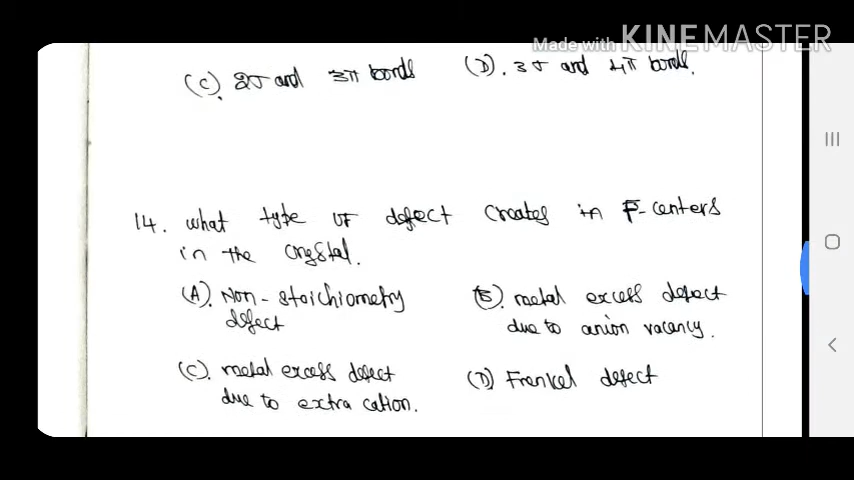 Made with KINEMASTER
(C). 2σ and 3π bonds (D). 3σ and 4π bonds.
14. what type of defect creates in F-centers
in the crystal.
(A). Non-stoichiometry
defect
(B). metal excess defect
due to anion vacancy.
(C). metal excess defect
due to extra cation.
(D) Frenkel defect